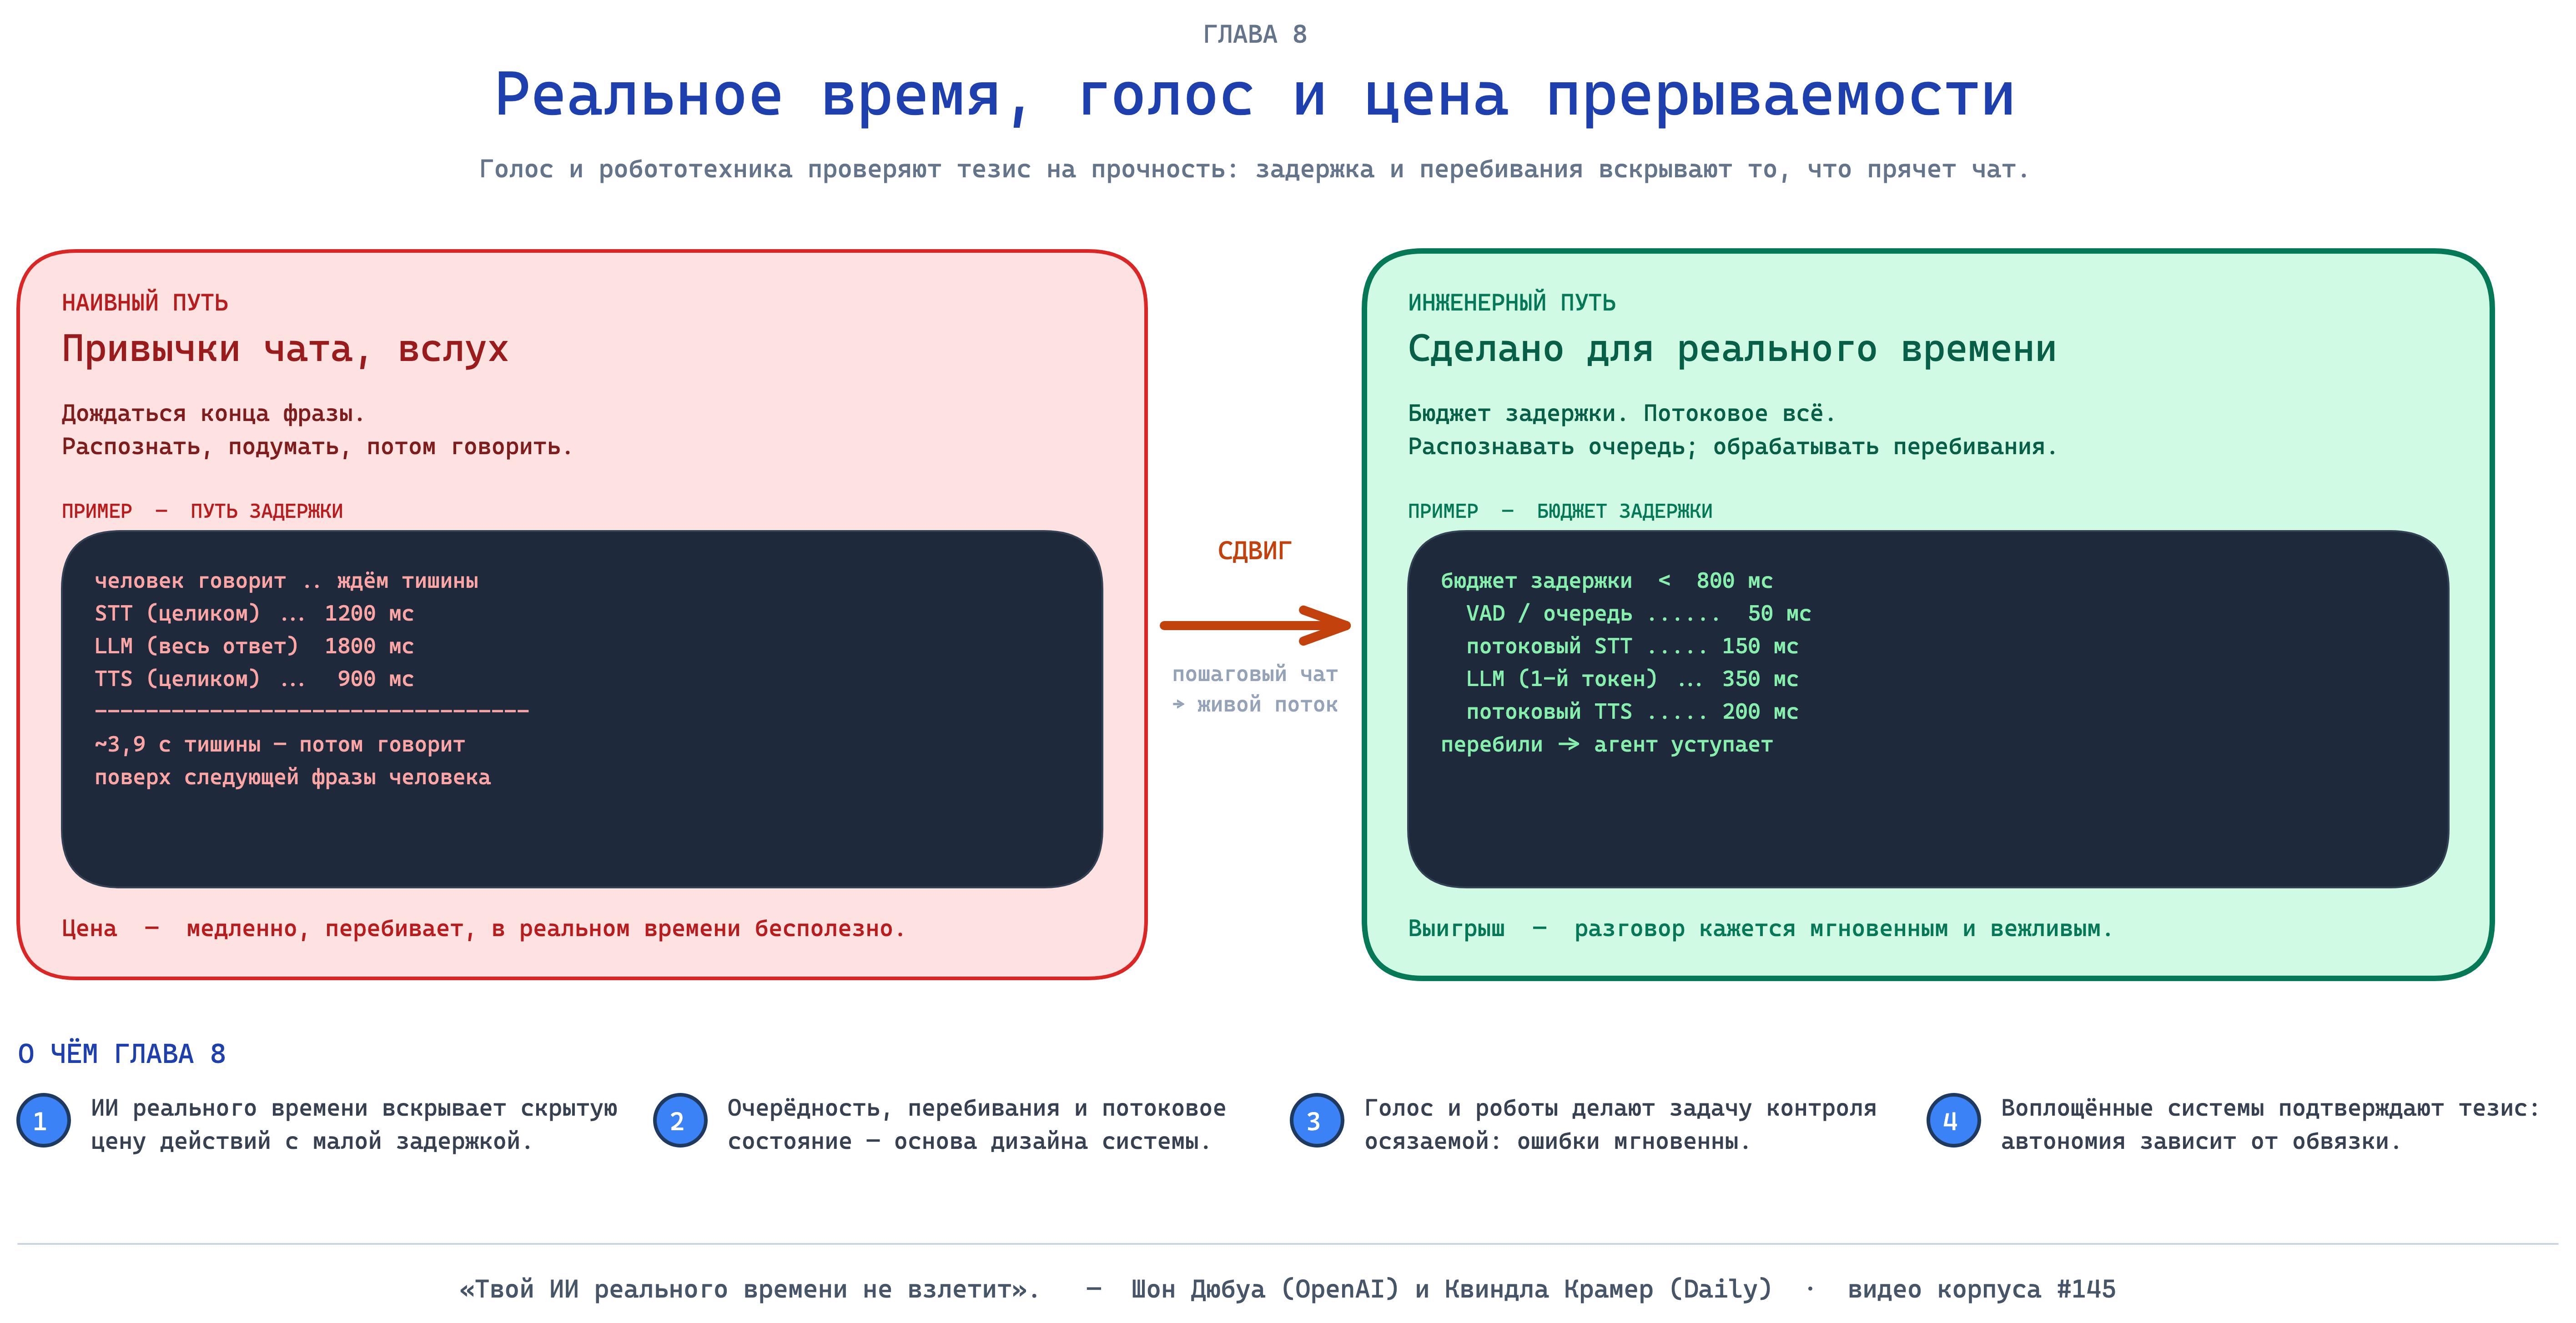 ГЛАВА 8
Реальное время, голос и цена прерываемости
Голос и робототехника проверяют тезис на прочность: задержка и перебивания вскрывают то, что прячет чат.
НАИВНЫЙ ПУТЬ
Привычки чата, вслух
Дождаться конца фразы.
Распознать, подумать, потом говорить.
ПРИМЕР — ПУТЬ ЗАДЕРЖКИ
человек говорит .. ждём тишины
STT (целиком) ... 1200 мс
LLM (весь ответ) 1800 мс
TTS (целиком) ... 900 мс
----------------------------------
~3,9 с тишины — потом говорит
поверх следующей фразы человека
Цена — медленно, перебивает, в реальном времени бесполезно.
СДВИГ
пошаговый чат
→ живой поток
ИНЖЕНЕРНЫЙ ПУТЬ
Сделано для реального времени
Бюджет задержки. Потоковое всё.
Распознавать очередь; обрабатывать перебивания.
ПРИМЕР — БЮДЖЕТ ЗАДЕРЖКИ
бюджет задержки < 800 мс
VAD / очередь ...... 50 мс
потоковый STT ..... 150 мс
LLM (1-й токен) ... 350 мс
потоковый TTS ..... 200 мс
перебили → агент уступает
Выигрыш — разговор кажется мгновенным и вежливым.
О ЧЁМ ГЛАВА 8
1 ИИ реального времени вскрывает скрытую
цену действий с малой задержкой.
2 Очерёдность, перебивания и потоковое
состояние — основа дизайна системы.
3 Голос и роботы делают задачу контроля
осязаемой: ошибки мгновенны.
4 Воплощённые системы подтверждают тезис:
автономия зависит от обвязки.
«Твой ИИ реального времени не взлетит». — Шон Дюбуа (OpenAI) и Квиндла Крамер (Daily) · видео корпуса #145